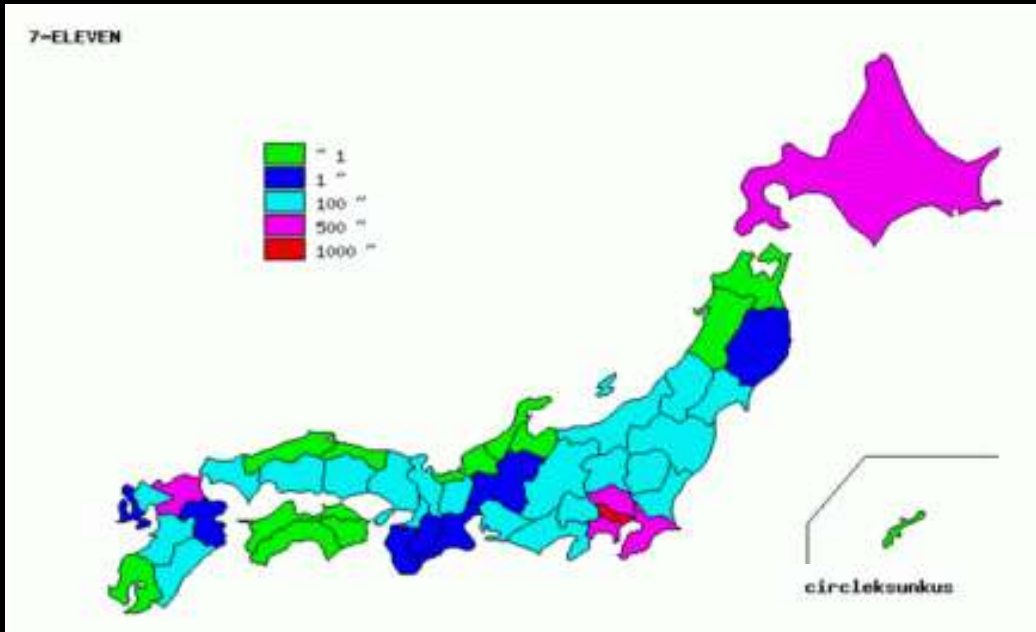 7-ELEVEN
~ 1
1 ~
100 ~
500 ~
1000 ~
circleksunkus